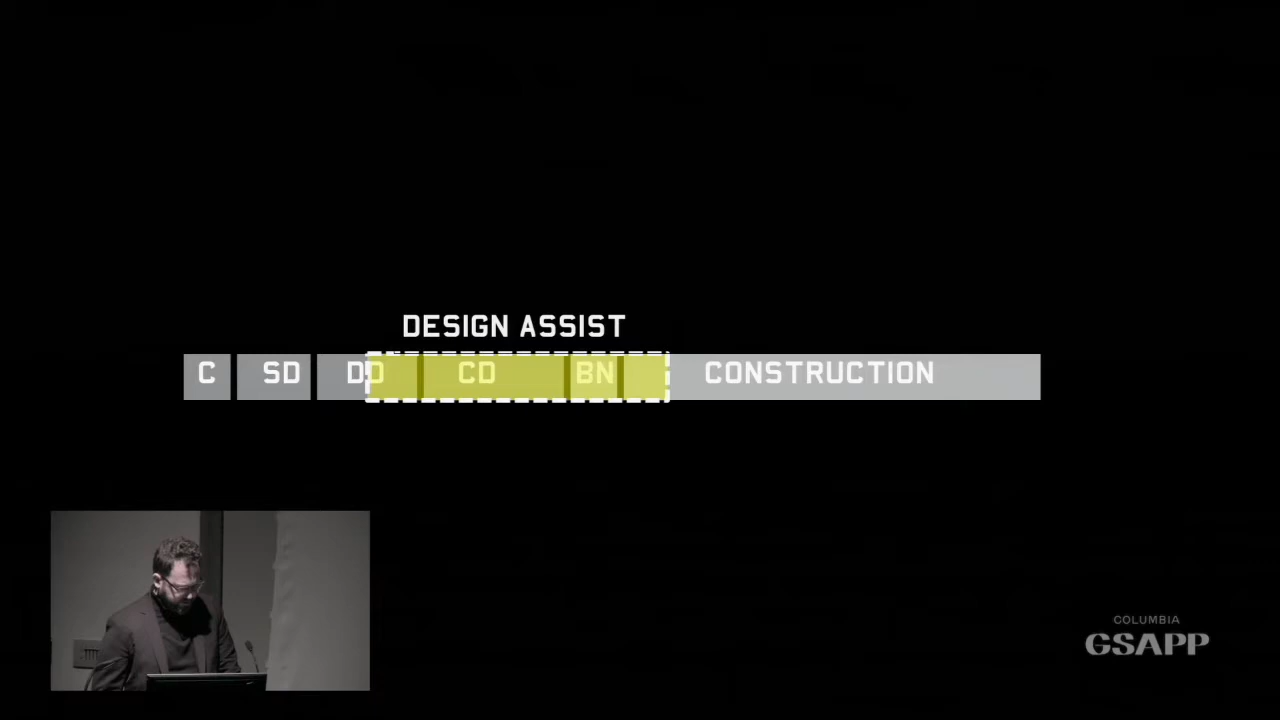 DESIGN ASSIST
C SD DD CD BN CONSTRUCTION
COLUMBIA
GSAPP